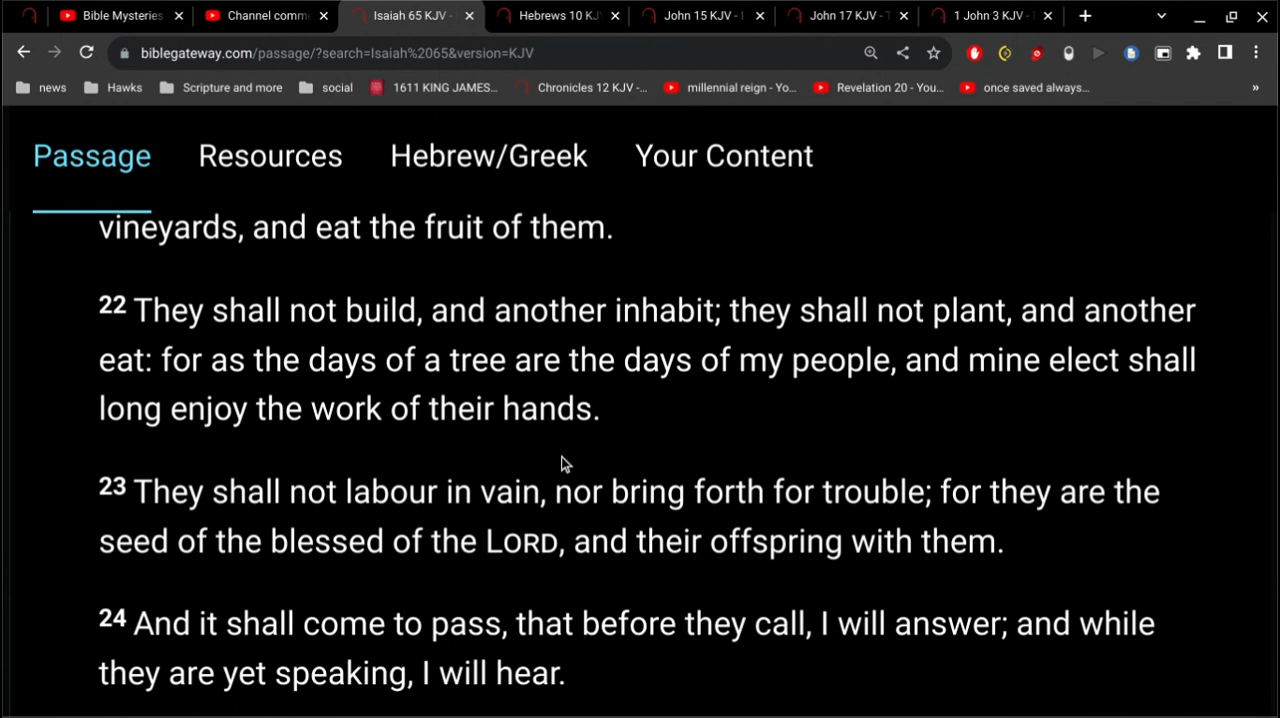 Bible Mysteries
Channel comm
Isaiah 65 KJV -
Hebrews 10 KJ
John 15 KJV -
John 17 KJV -
1 John 3 KJV -
biblegateway.com/passage/?search=Isaiah%2065&version=KJV
news
Hawks
Scripture and more
social
1611 KING JAMES...
Chronicles 12 KJV -...
millennial reign - Yo...
Revelation 20 - You...
once saved always...
»
Passage
Resources
Hebrew/Greek
Your Content
vineyards, and eat the fruit of them.
22 They shall not build, and another inhabit; they shall not plant, and another
eat: for as the days of a tree are the days of my people, and mine elect shall
long enjoy the work of their hands.
23 They shall not labour in vain, nor bring forth for trouble; for they are the
seed of the blessed of the LORD, and their offspring with them.
24 And it shall come to pass, that before they call, I will answer; and while
they are yet speaking, I will hear.